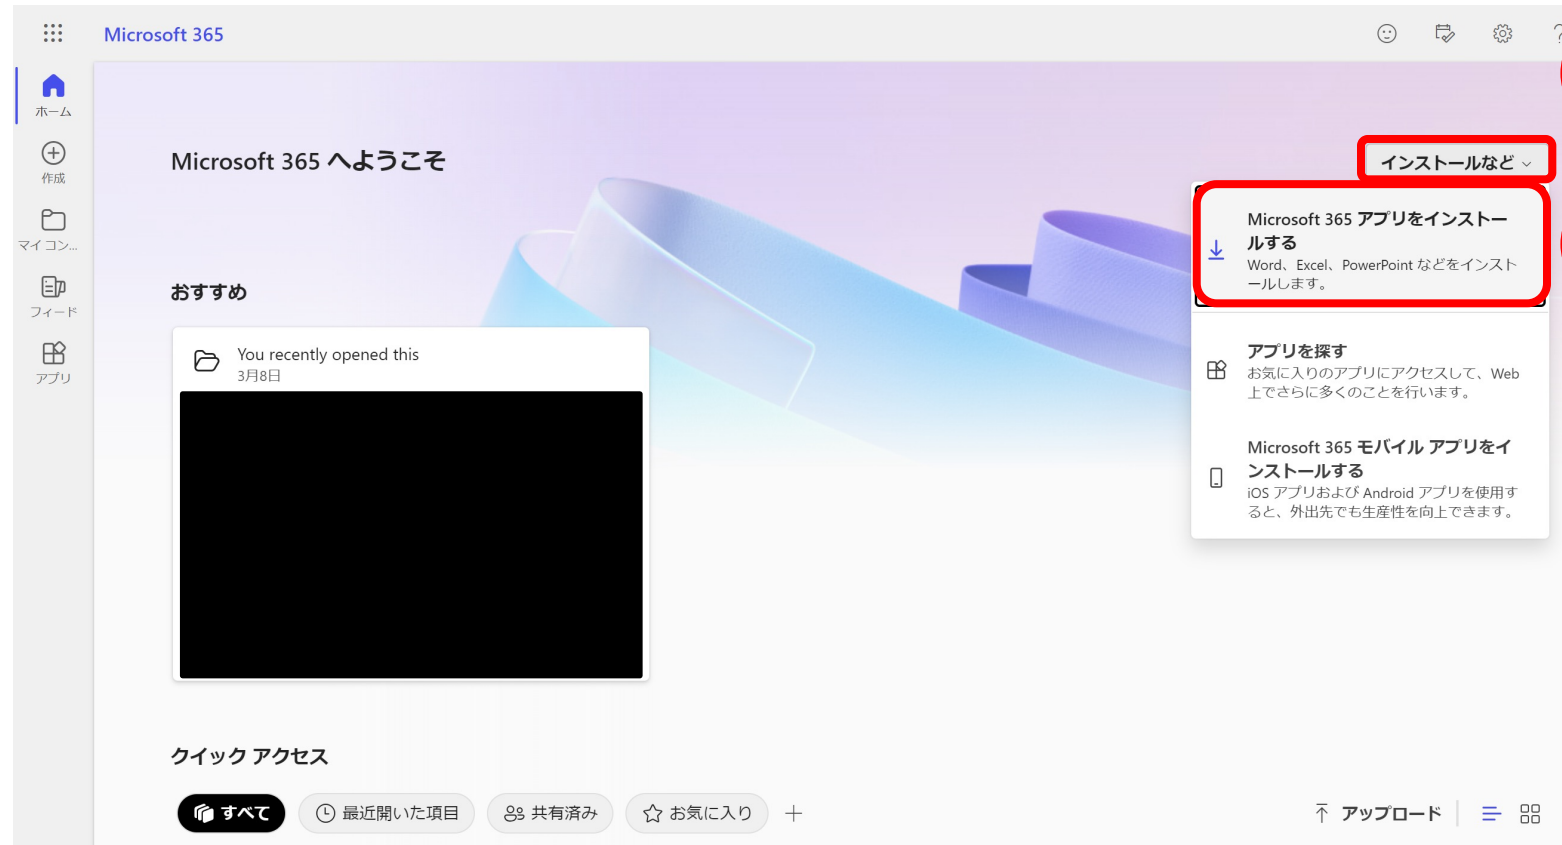 Microsoft 365
ホーム
作成
マイ コン...
フィード
アプリ
Microsoft 365 へようこそ
インストールなど
Microsoft 365 アプリをインストー
ルする
Word、Excel、PowerPoint などをインスト
ールします。
アプリを探す
お気に入りのアプリにアクセスして、Web
上でさらに多くのことを行います。
Microsoft 365 モバイル アプリをイ
ンストールする
iOS アプリおよび Android アプリを使用す
ると、外出先でも生産性を向上できます。
おすすめ
You recently opened this
3月8日
クイック アクセス
すべて
最近開いた項目
共有済み
お気に入り
アップロード